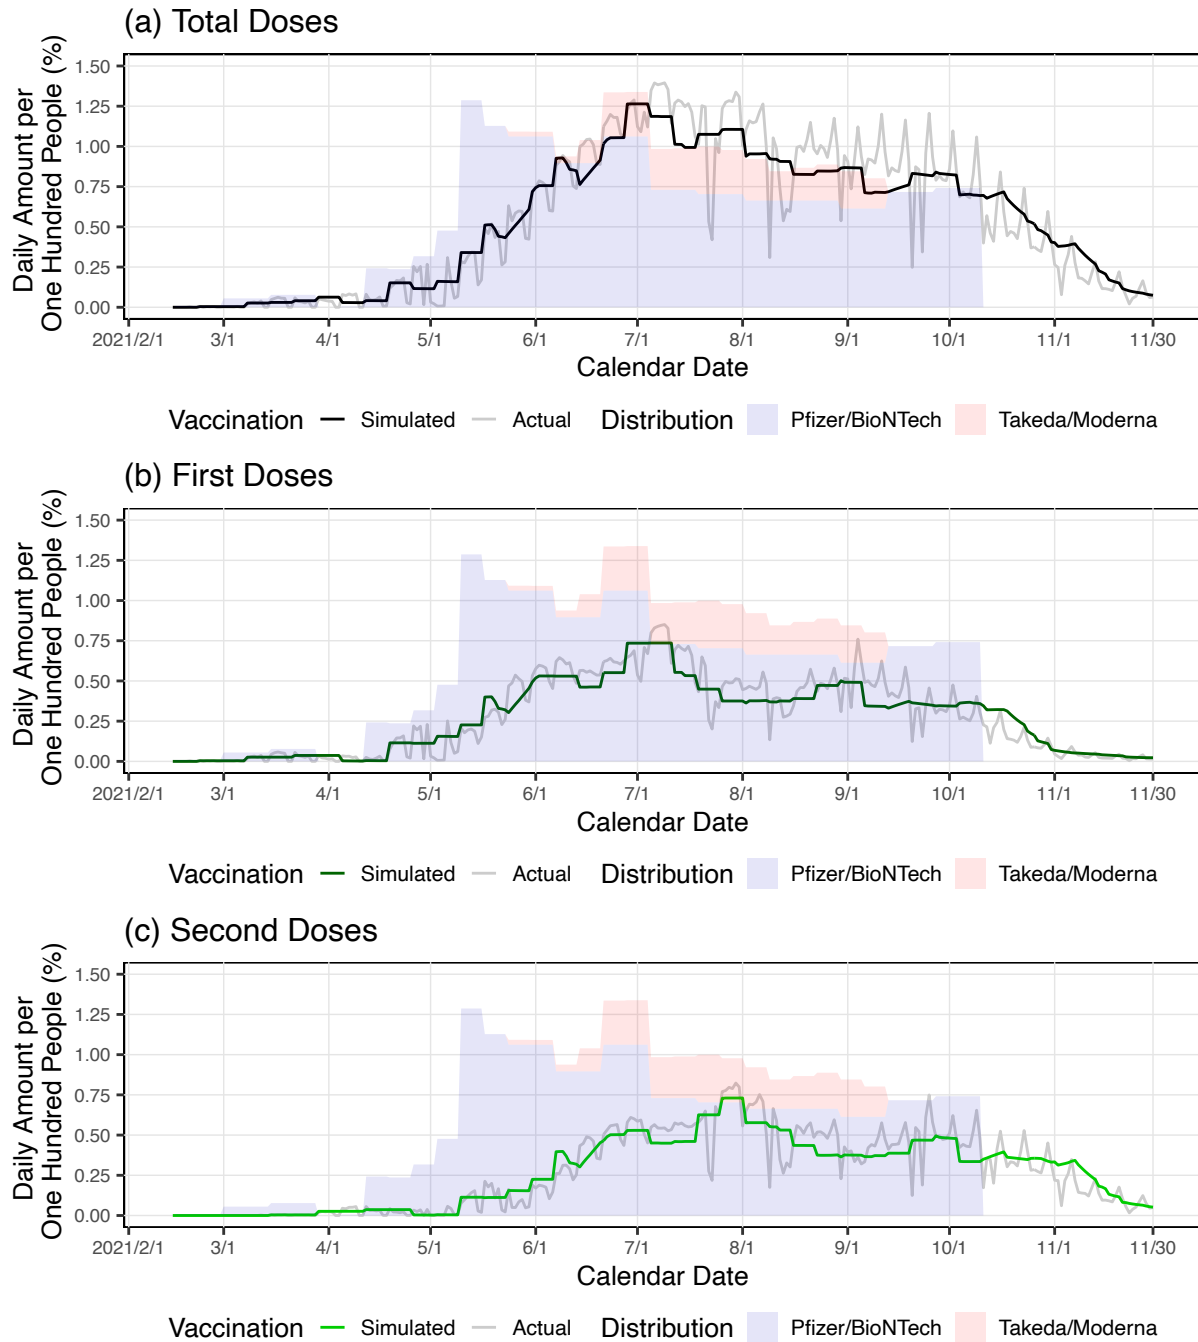 (a) Total Doses
Daily Amount per
One Hundred People (%)
1.50
1.25
1.00
0.75
0.50
0.25
0.00
2021/2/1 3/1 4/1 5/1 6/1 7/1 8/1 9/1 10/1 11/1 11/30
Calendar Date
Vaccination Simulated Actual Distribution Pfizer/BioNTech Takeda/Moderna
(b) First Doses
Daily Amount per
One Hundred People (%)
1.50
1.25
1.00
0.75
0.50
0.25
0.00
2021/2/1 3/1 4/1 5/1 6/1 7/1 8/1 9/1 10/1 11/1 11/30
Calendar Date
Vaccination Simulated Actual Distribution Pfizer/BioNTech Takeda/Moderna
(c) Second Doses
Daily Amount per
One Hundred People (%)
1.50
1.25
1.00
0.75
0.50
0.25
0.00
2021/2/1 3/1 4/1 5/1 6/1 7/1 8/1 9/1 10/1 11/1 11/30
Calendar Date
Vaccination Simulated Actual Distribution Pfizer/BioNTech Takeda/Moderna